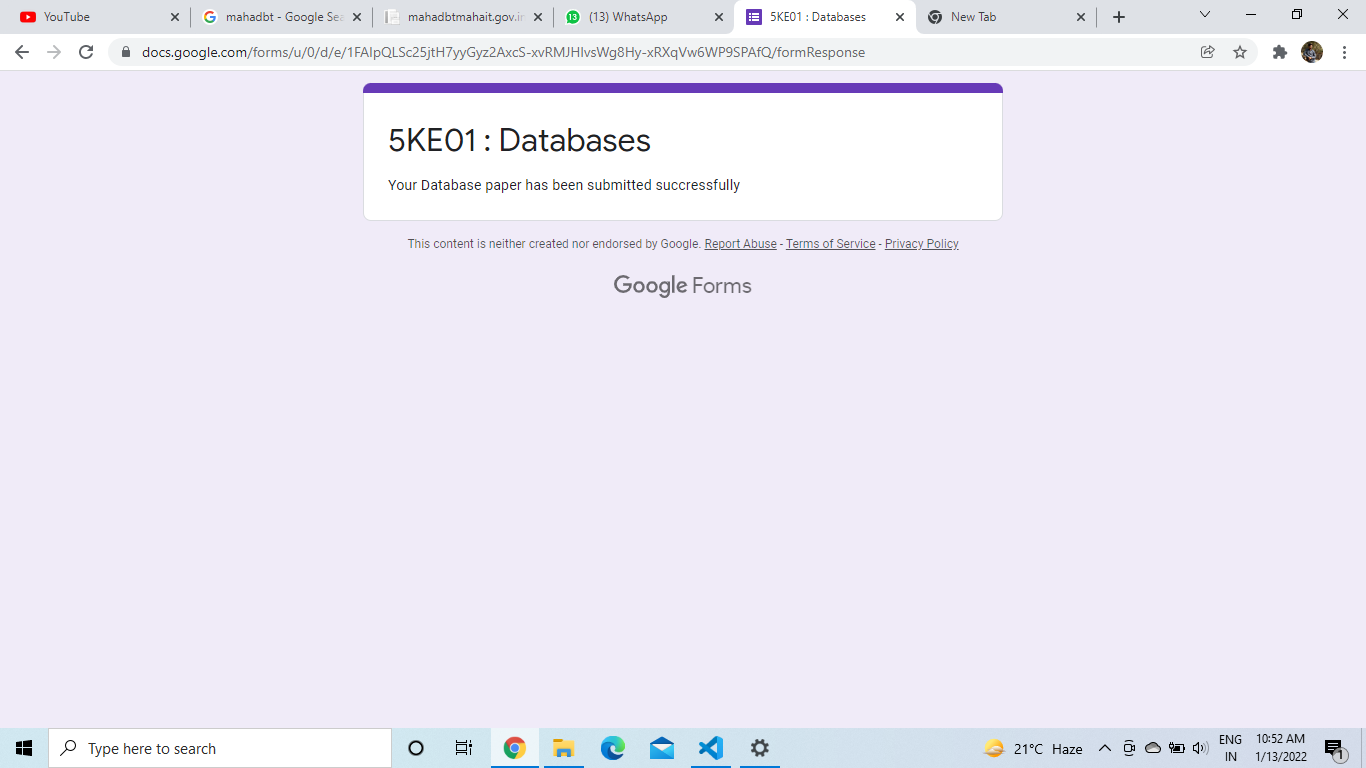 YouTube
mahadbt - Google Sea
mahadbtmahait.gov.in
(13) WhatsApp
5KE01 : Databases
New Tab
docs.google.com/forms/u/0/d/e/1FAIpQLSc25jtH7yyGyz2AxcS-xvRMJHIvsWg8Hy-xRXqVw6WP9SPAfQ/formResponse
5KE01 : Databases
Your Database paper has been submitted succressfully
This content is neither created nor endorsed by Google. Report Abuse - Terms of Service - Privacy Policy
Google Forms
Type here to search
21°C Haze
ENG
IN
10:52 AM
1/13/2022
1